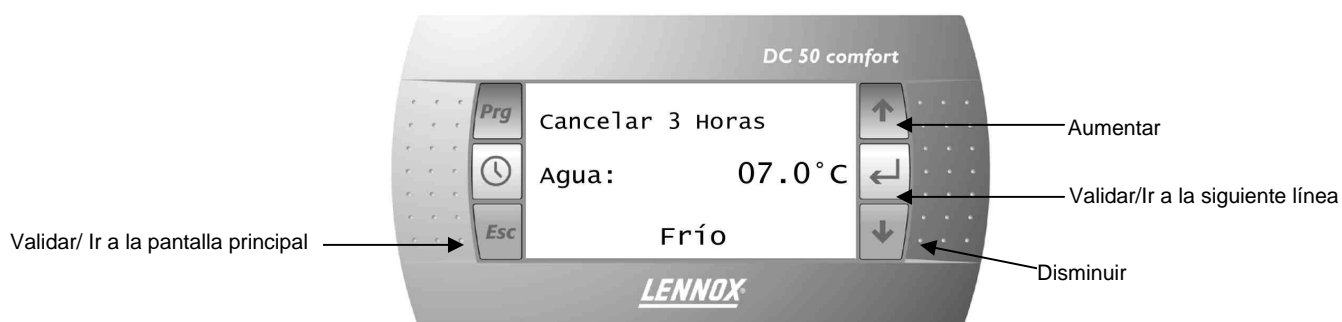 DC 50 comfort
Prg
Cancelar 3 Horas
Aumentar
Agua: 07.0°C
Validar/Ir a la siguiente línea
Esc
Frío
Validar/ Ir a la pantalla principal
Disminuir
LENNOX